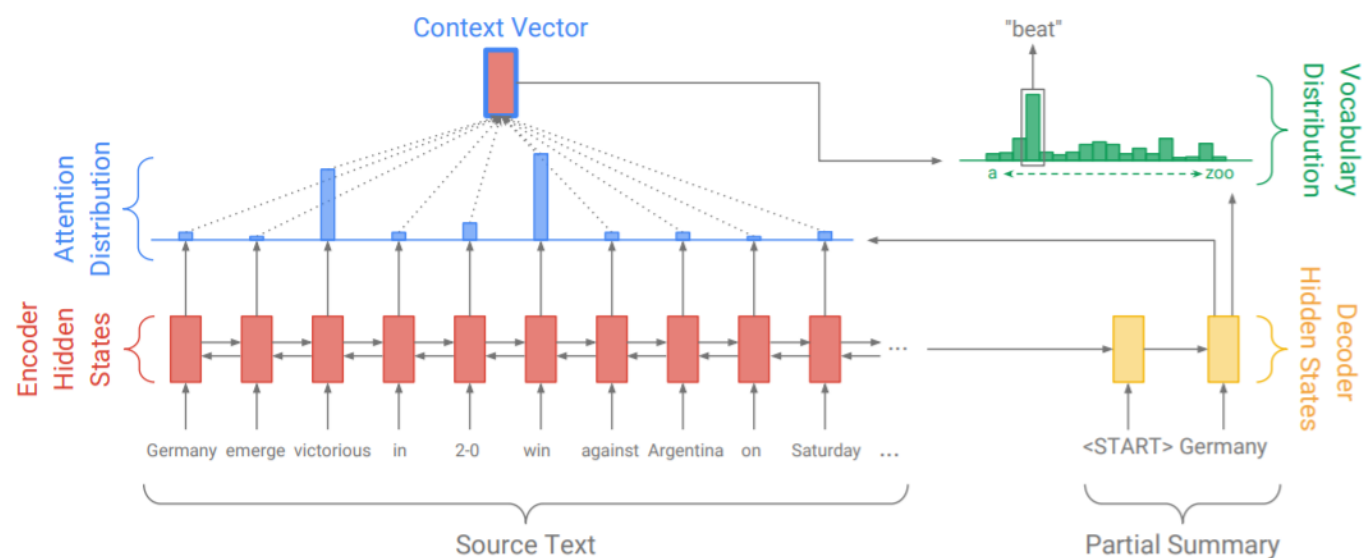 Context Vector
"beat"
a
zoo
Vocabulary
Distribution
Attention
Distribution
Encoder
Hidden
States
...
Decoder
Hidden States
Germany emerge victorious in 2-0 win against Argentina on Saturday ...
<START> Germany
Source Text
Partial Summary